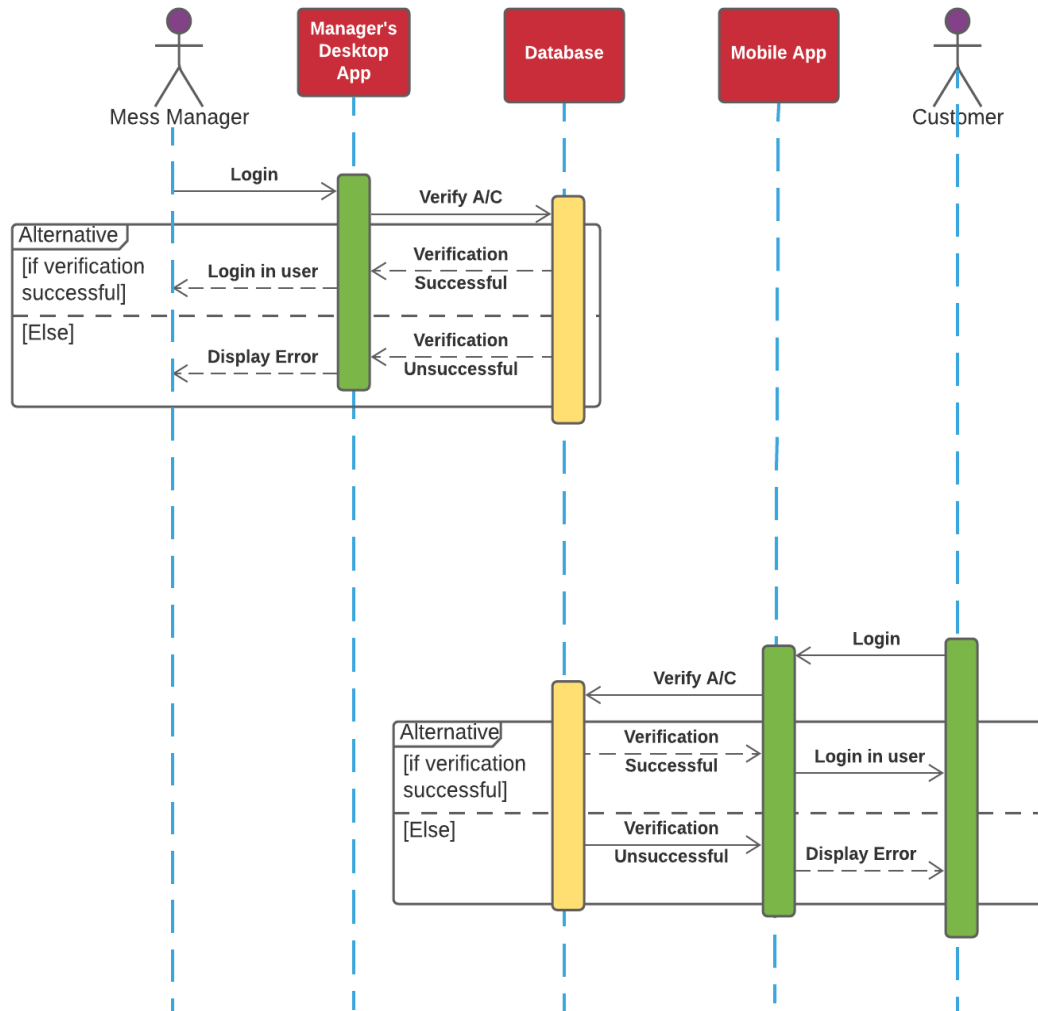 Manager's
Desktop
App
Database
Mobile App
Mess Manager
Customer
Login
Verify A/C
Alternative
[if verification
successful]
Login in user
Verification
Successful
[Else]
Display Error
Verification
Unsuccessful
Login
Verify A/C
Alternative
[if verification
successful]
Verification
Successful
Login in user
[Else]
Verification
Unsuccessful
Display Error